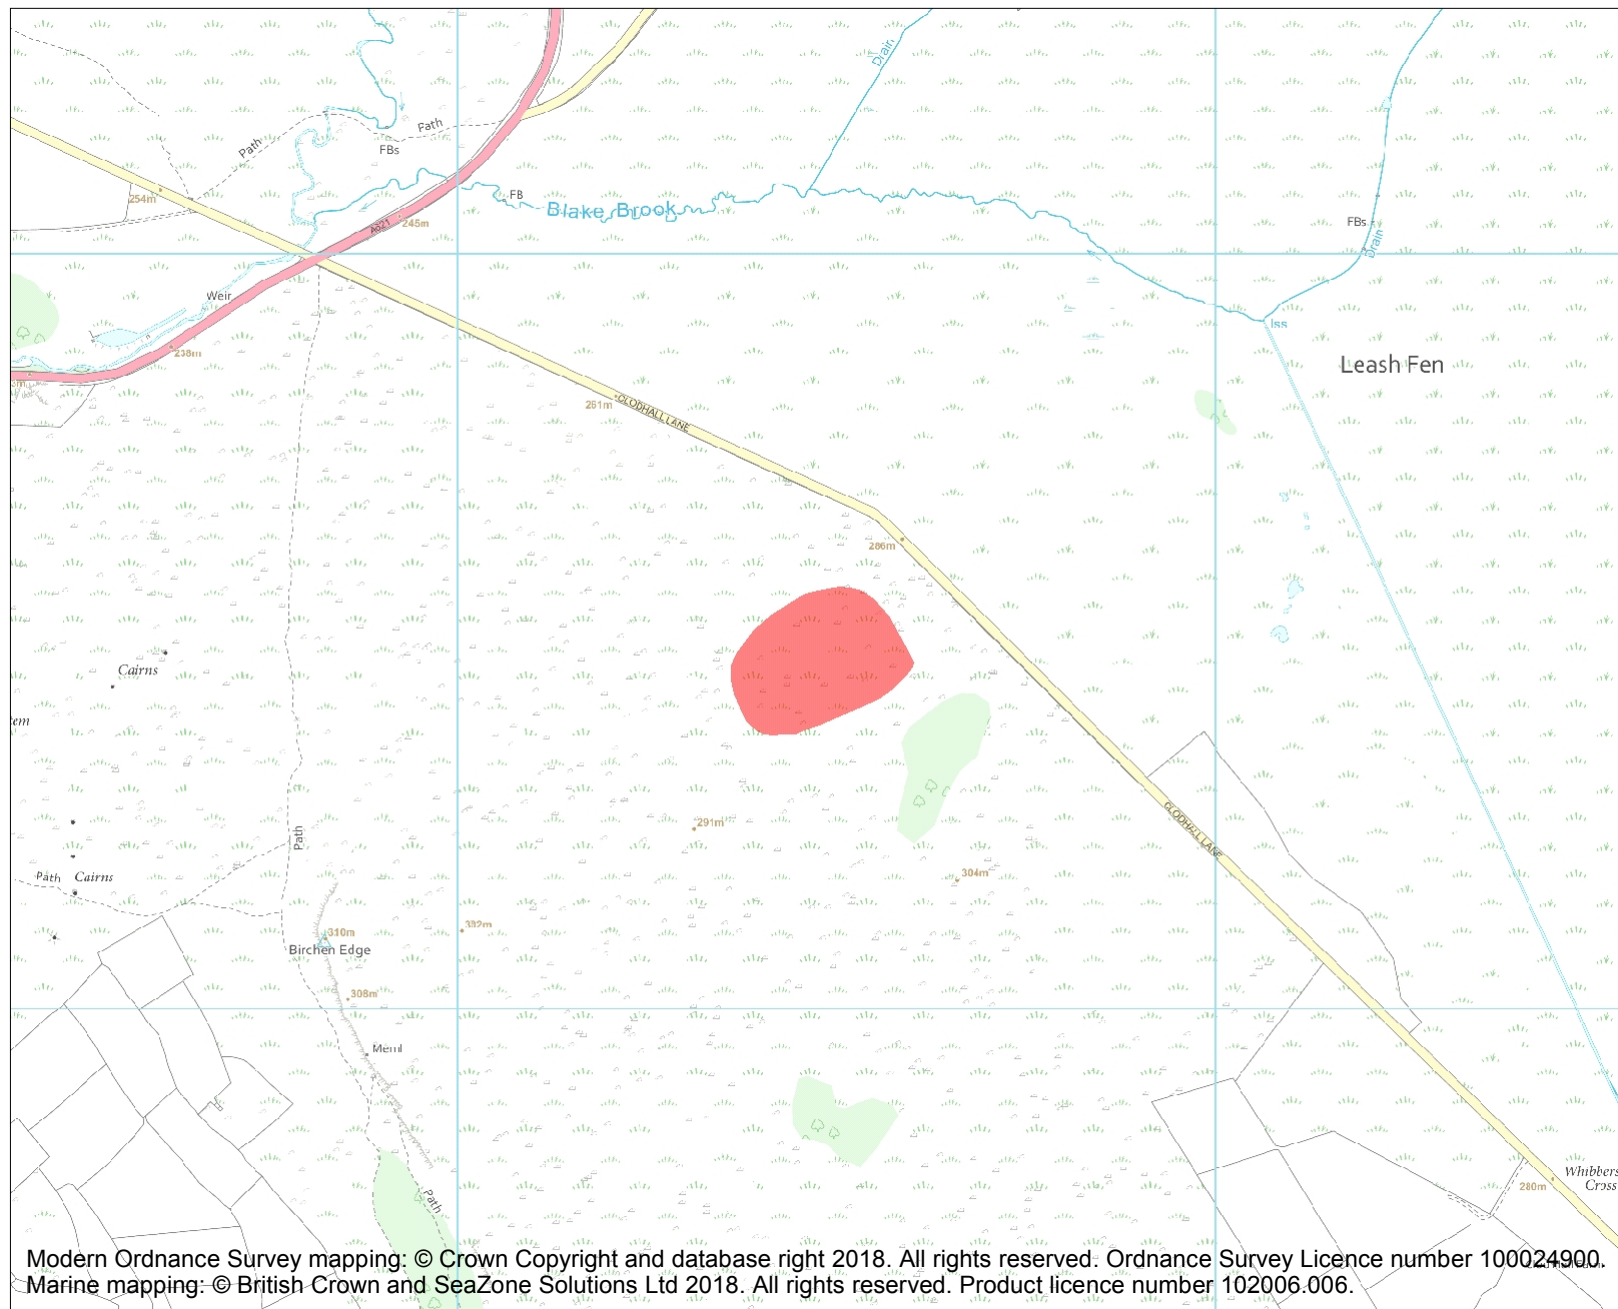 Drain
Path
Path
FBs
254m
FB
Blake Brook
A621
245m
FBs
Drain
Weir
Iss
238m
Leash Fen
3m
261m
CLODHALL LANE
286m
Cairns
291m
CLODHALL LANE
Path
304m
Path
Cairns
302m
310m
Birchen Edge
308m
Meml
Whibbers
Cross
280m
Path
Modern Ordnance Survey mapping: © Crown Copyright and database right 2018. All rights reserved. Ordnance Survey Licence number 100024900.
Marine mapping: © British Crown and SeaZone Solutions Ltd 2018. All rights reserved. Product licence number 102006.006.